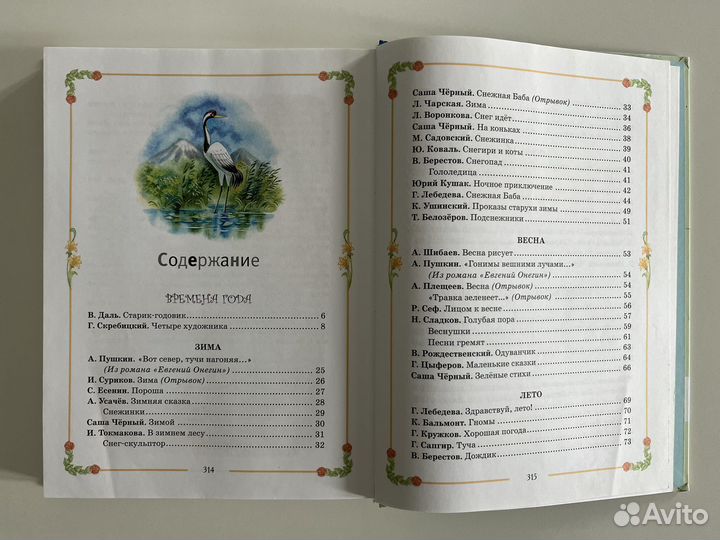 Содержание
ВРЕМЕНА ГОДА
В. Даль. Старик-годовик ..... 6
Г. Скребицкий. Четыре художника ..... 8
ЗИМА
А. Пушкин. «Вот север, тучи нагоняя...»
(Из романа «Евгений Онегин») ..... 25
И. Суриков. Зима (Отрывок) ..... 26
С. Есенин. Пороша ..... 27
А. Усачёв. Зимняя сказка ..... 28
Снежинки ..... 29
Саша Чёрный. Зимой ..... 30
И. Токмакова. В зимнем лесу ..... 31
Снег-скульптор ..... 32
314
Саша Чёрный. Снежная Баба (Отрывок) ..... 33
Л. Чарская. Зима ..... 34
Л. Воронкова. Снег идёт ..... 36
Саша Чёрный. На коньках ..... 38
М. Садовский. Снежинка ..... 39
Ю. Коваль. Снегири и коты ..... 40
В. Берестов. Снегопад ..... 41
Гололедица ..... 42
Юрий Кушак. Ночное приключение ..... 42
Г. Лебедева. Снежная Баба ..... 44
К. Ушинский. Проказы старухи зимы ..... 48
Т. Белозёров. Подснежники ..... 51
ВЕСНА
А. Шибаев. Весна рисует ..... 53
А. Пушкин. «Гонимы вешними лучами...»
(Из романа «Евгений Онегин») ..... 54
А. Плещеев. Весна (Отрывок) ..... 54
«Травка зеленеет...» (Отрывок) ..... 55
Р. Сеф. Лицом к весне ..... 56
Н. Сладков. Голубая пора ..... 57
Веснушки ..... 59
Песни гремят ..... 61
В. Рождественский. Одуванчик ..... 63
Г. Цыферов. Маленькие сказки ..... 64
Саша Чёрный. Зелёные стихи ..... 66
ЛЕТО
Г. Лебедева. Здравствуй, лето! ..... 69
К. Бальмонт. Гномы ..... 70
Г. Кружков. Хорошая погода ..... 71
Г. Сапгир. Туча ..... 72
В. Берестов. Дождик ..... 73
315
Avito